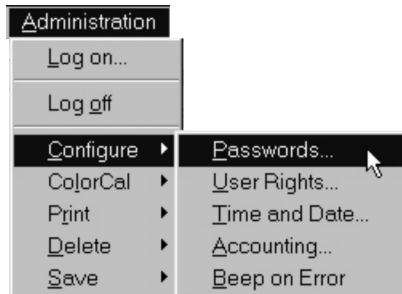 Administration
Log on...
Log off
Configure
ColorCal
Print
Delete
Save
Passwords...
User Rights...
Time and Date...
Accounting...
Beep on Error